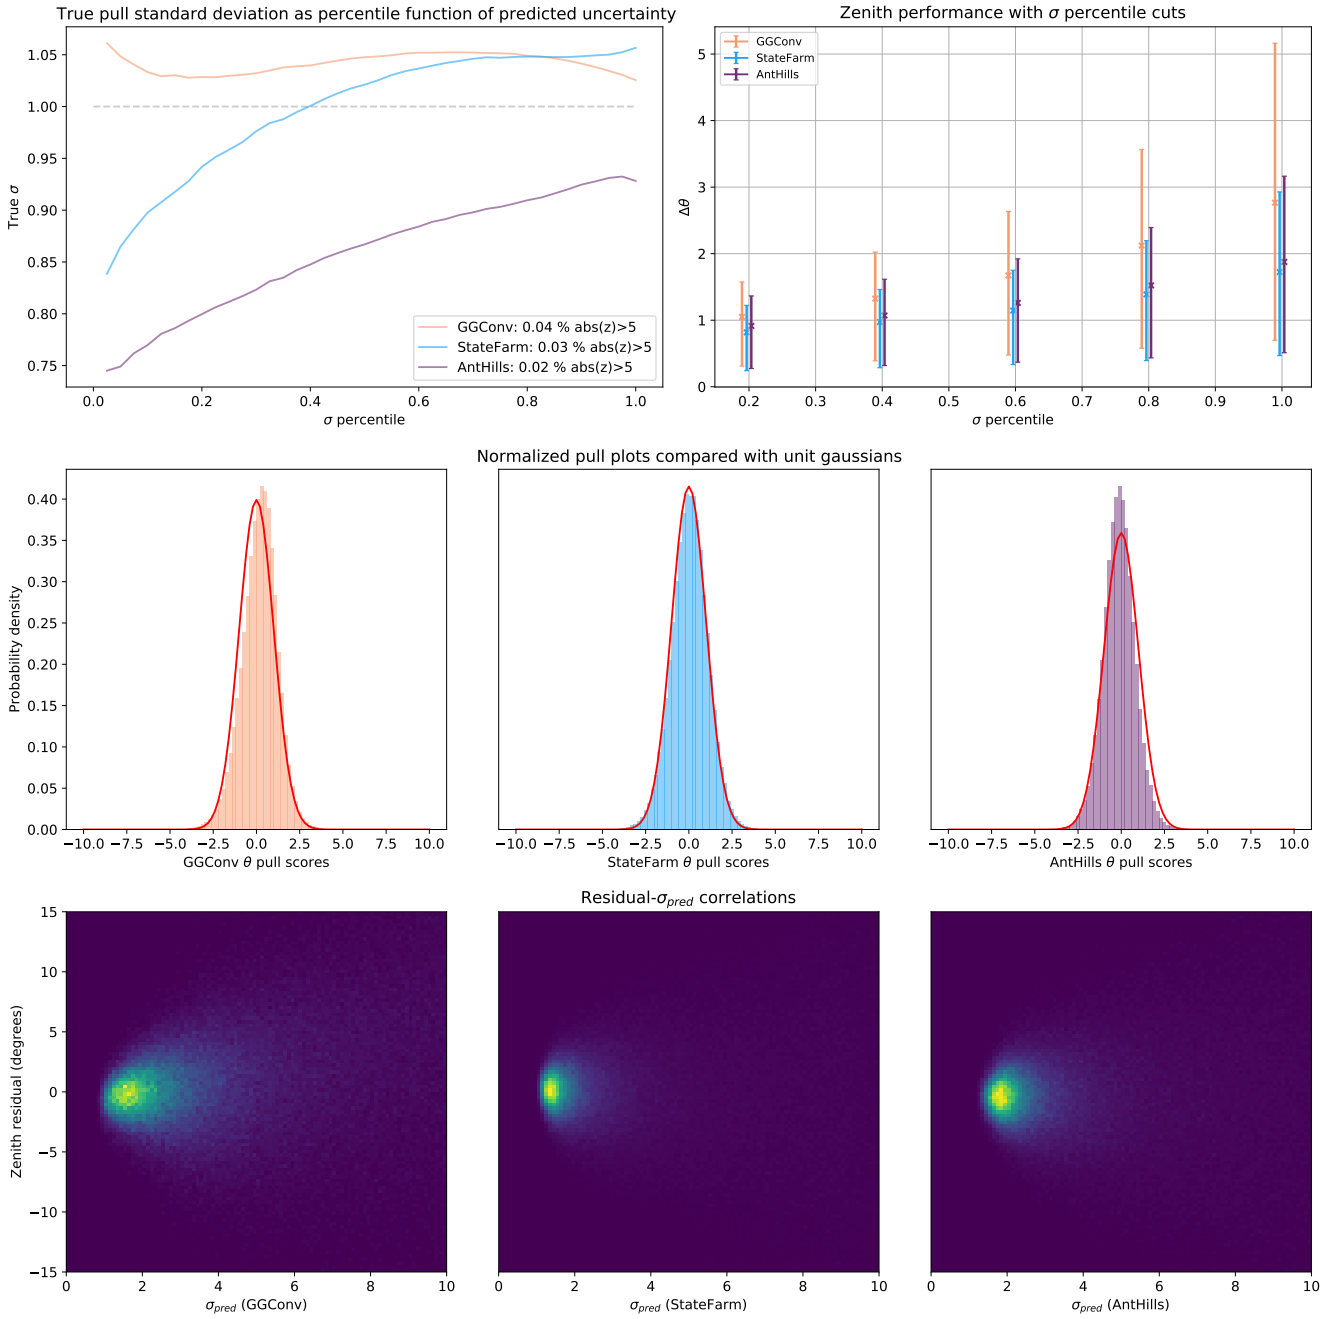 True pull standard deviation as percentile function of predicted uncertainty
True σ
1.05
1.00
0.95
0.90
0.85
0.80
0.75
GGConv: 0.04 % abs(z)>5
StateFarm: 0.03 % abs(z)>5
AntHills: 0.02 % abs(z)>5
0.0 0.2 0.4 0.6 0.8 1.0
σ percentile
Zenith performance with σ percentile cuts
GGConv
StateFarm
AntHills
Δθ
5
4
3
2
1
0
0.2 0.3 0.4 0.5 0.6 0.7 0.8 0.9 1.0
σ percentile
Normalized pull plots compared with unit gaussians
Probability density
0.40
0.35
0.30
0.25
0.20
0.15
0.10
0.05
0.00
−10.0 −7.5 −5.0 −2.5 0.0 2.5 5.0 7.5 10.0
GGConv θ pull scores
−10.0 −7.5 −5.0 −2.5 0.0 2.5 5.0 7.5 10.0
StateFarm θ pull scores
−10.0 −7.5 −5.0 −2.5 0.0 2.5 5.0 7.5 10.0
AntHills θ pull scores
Residual-σpred correlations
Zenith residual (degrees)
15
10
5
0
−5
−10
−15
0 2 4 6 8 10
σpred (GGConv)
0 2 4 6 8 10
σpred (StateFarm)
0 2 4 6 8 10
σpred (AntHills)